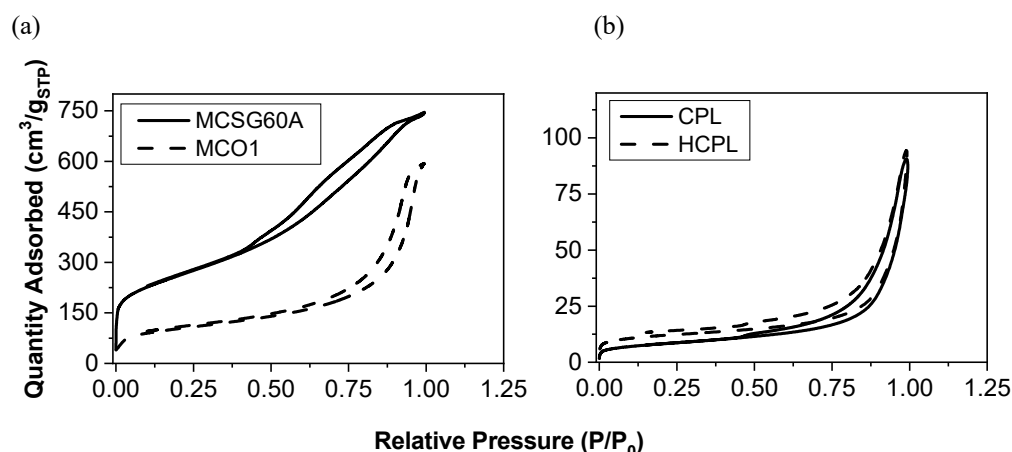 (a)
(b)
Quantity Adsorbed (cm³/g_STP)
750
600
450
300
150
0
MCSG60A
MCO1
0.00 0.25 0.50 0.75 1.00 1.25
100
75
50
25
0
CPL
HCPL
0.00 0.25 0.50 0.75 1.00 1.25
Relative Pressure (P/P₀)